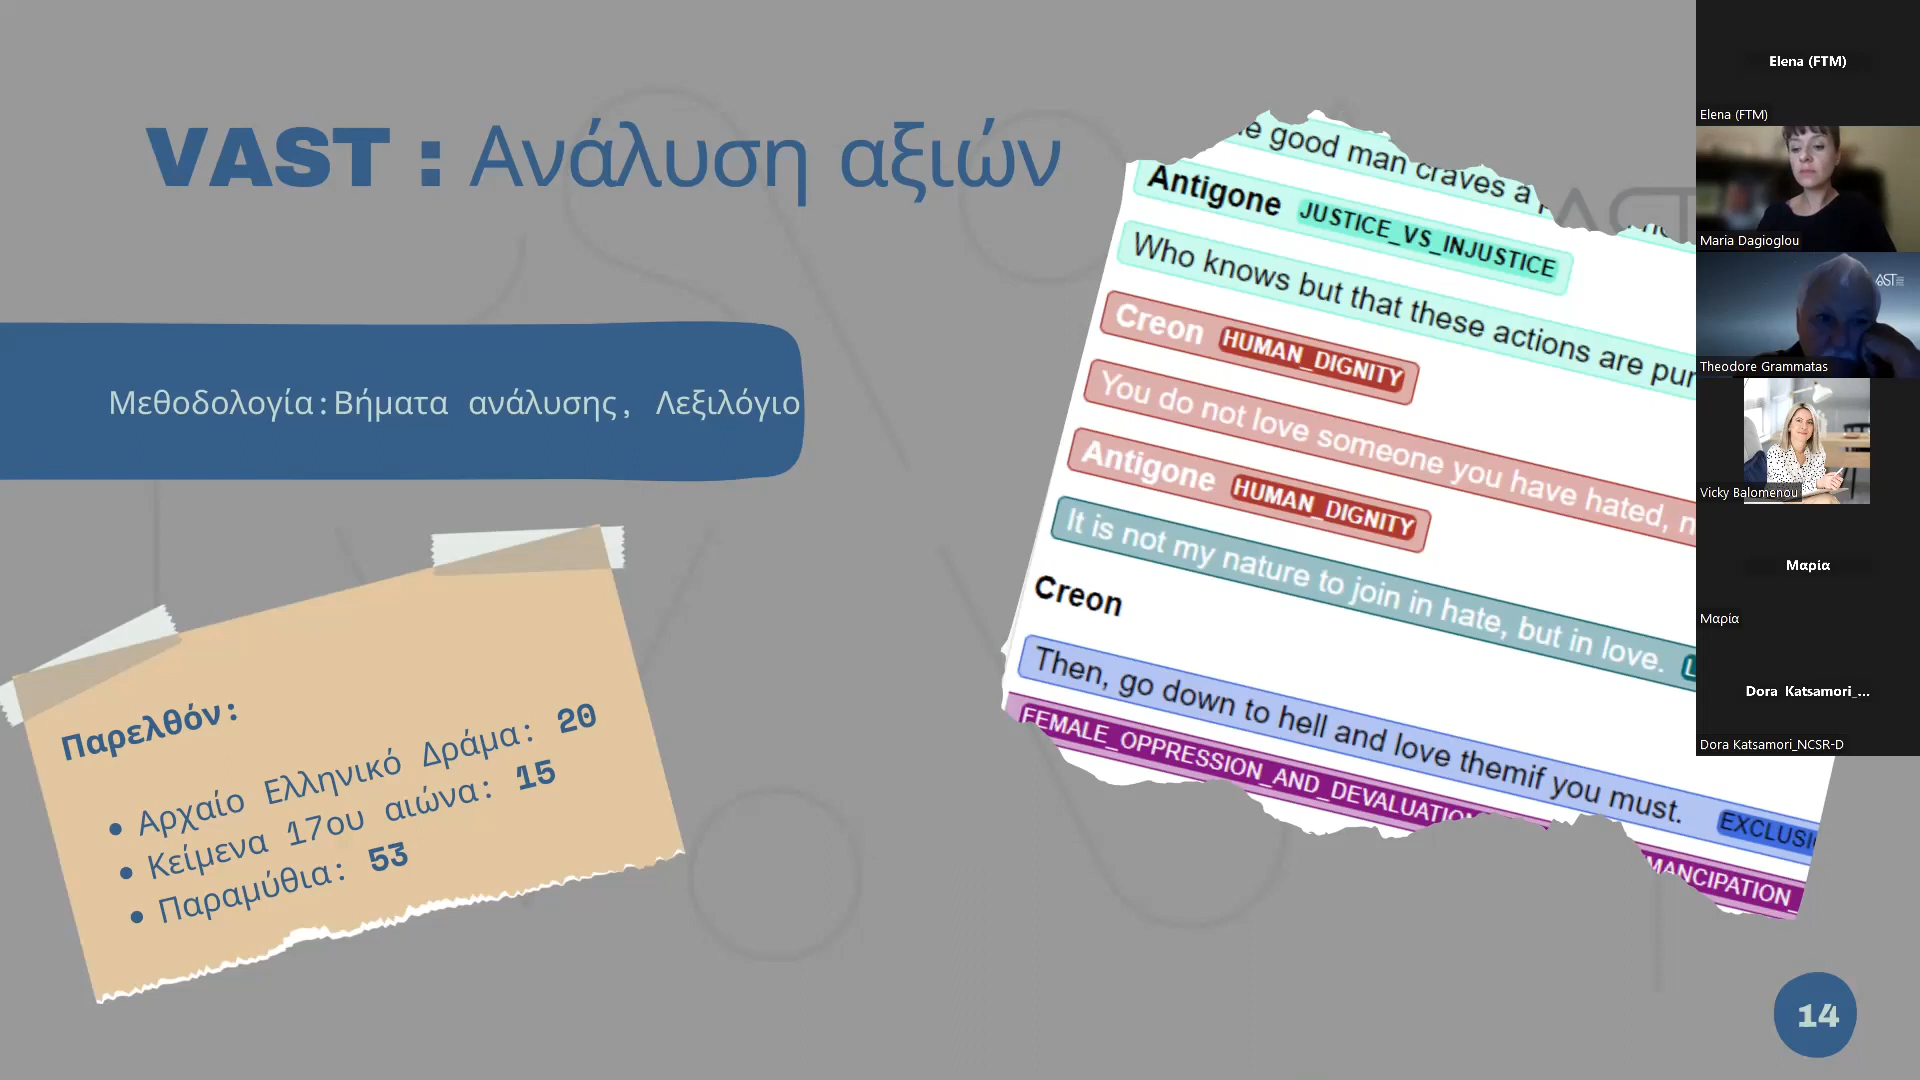 VAST : Ανάλυση αξιών
Μεθοδολογία:Βήματα ανάλυσης, Λεξιλόγιο
Παρελθόν:
• Αρχαίο Ελληνικό Δράμα: 20
• Κείμενα 17ου αιώνα: 15
• Παραμύθια: 53
good man craves a
Antigone JUSTICE_VS_INJUSTICE
Who knows but that these actions are pur
Creon HUMAN_DIGNITY
You do not love someone you have hated, n
Antigone HUMAN_DIGNITY
It is not my nature to join in hate, but in love. L
Creon
Then, go down to hell and love themif you must. EXCLUSI
FEMALE_OPPRESSION_AND_DEVALUATION
MANCIPATION_
14
Elena (FTM)
Elena (FTM)
Maria Dagioglou
AST
Theodore Grammatas
Vicky Balomenou
Μαρία
Μαρία
Dora Katsamori_...
Dora Katsamori_NCSR-D